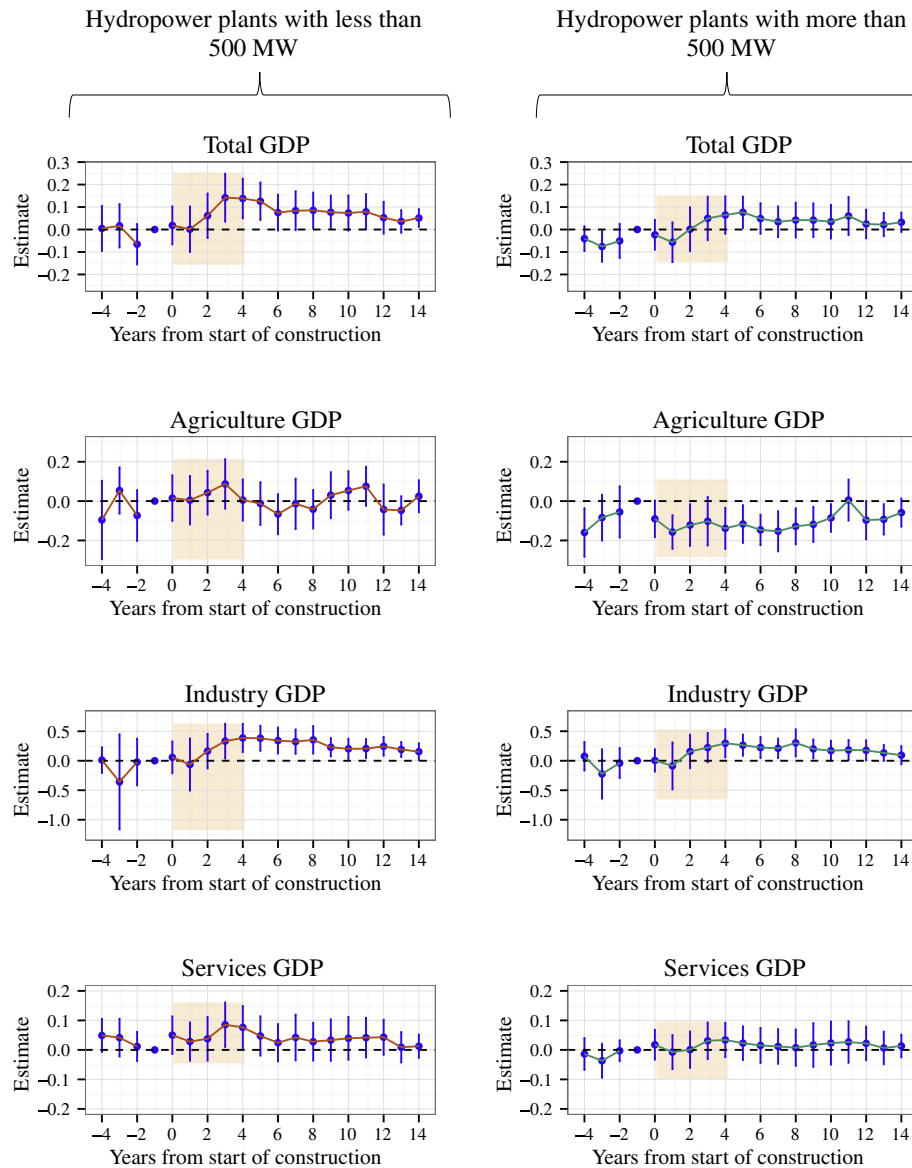 Hydropower plants with less than
500 MW
Hydropower plants with more than
500 MW
Total GDP
Estimate
0.3
0.2
0.1
0.0
−0.1
−0.2
−4 −2 0 2 4 6 8 10 12 14
Years from start of construction
Total GDP
Estimate
0.3
0.2
0.1
0.0
−0.1
−0.2
−4 −2 0 2 4 6 8 10 12 14
Years from start of construction
Agriculture GDP
Estimate
0.2
0.0
−0.2
−4 −2 0 2 4 6 8 10 12 14
Years from start of construction
Agriculture GDP
Estimate
0.2
0.0
−0.2
−4 −2 0 2 4 6 8 10 12 14
Years from start of construction
Industry GDP
Estimate
0.5
0.0
−0.5
−1.0
−4 −2 0 2 4 6 8 10 12 14
Years from start of construction
Industry GDP
Estimate
0.5
0.0
−0.5
−1.0
−4 −2 0 2 4 6 8 10 12 14
Years from start of construction
Services GDP
Estimate
0.2
0.1
0.0
−0.1
−0.2
−4 −2 0 2 4 6 8 10 12 14
Years from start of construction
Services GDP
Estimate
0.2
0.1
0.0
−0.1
−0.2
−4 −2 0 2 4 6 8 10 12 14
Years from start of construction